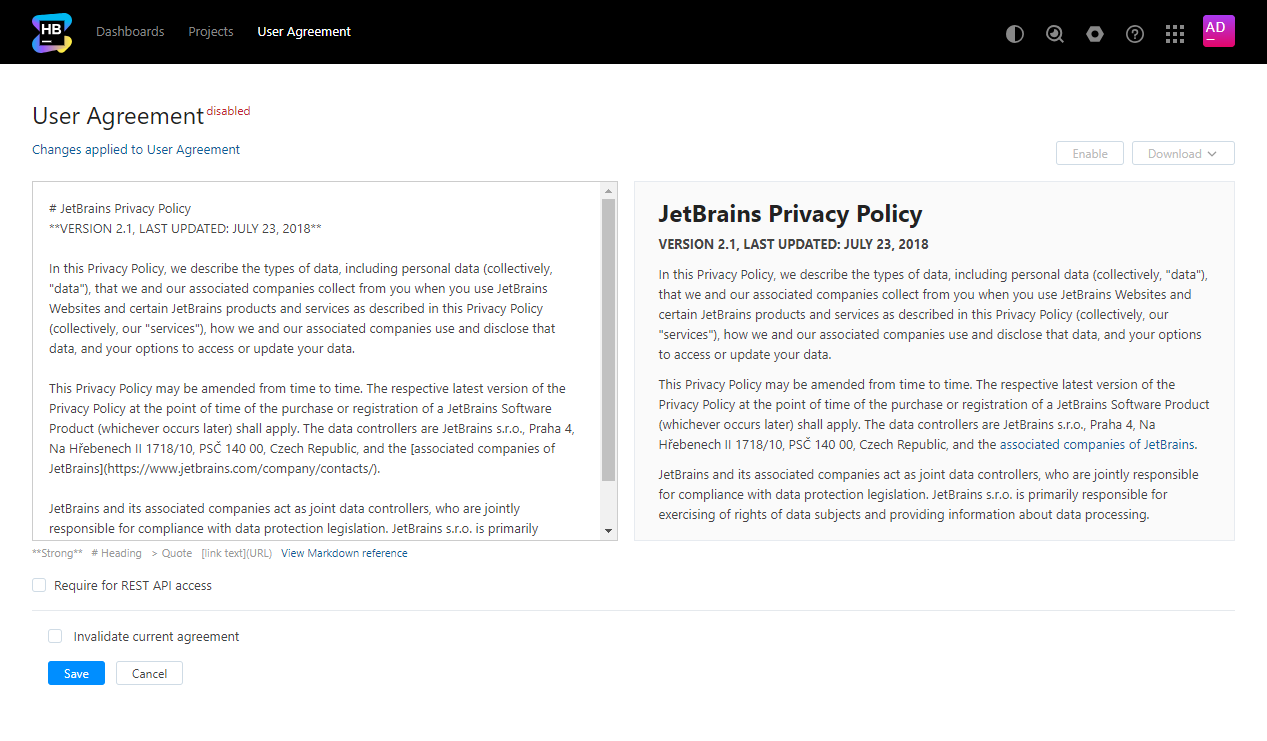 HB
Dashboards Projects User Agreement
AD
User Agreement disabled
Changes applied to User Agreement
Enable Download
# JetBrains Privacy Policy
**VERSION 2.1, LAST UPDATED: JULY 23, 2018**
In this Privacy Policy, we describe the types of data, including personal data (collectively,
"data"), that we and our associated companies collect from you when you use JetBrains
Websites and certain JetBrains products and services as described in this Privacy Policy
(collectively, our "services"), how we and our associated companies use and disclose that
data, and your options to access or update your data.
This Privacy Policy may be amended from time to time. The respective latest version of the
Privacy Policy at the point of time of the purchase or registration of a JetBrains Software
Product (whichever occurs later) shall apply. The data controllers are JetBrains s.r.o., Praha 4,
Na Hřebenech II 1718/10, PSČ 140 00, Czech Republic, and the [associated companies of
JetBrains](https://www.jetbrains.com/company/contacts/).
JetBrains and its associated companies act as joint data controllers, who are jointly
responsible for compliance with data protection legislation. JetBrains s.r.o. is primarily
JetBrains Privacy Policy
VERSION 2.1, LAST UPDATED: JULY 23, 2018
In this Privacy Policy, we describe the types of data, including personal data (collectively, "data"),
that we and our associated companies collect from you when you use JetBrains Websites and
certain JetBrains products and services as described in this Privacy Policy (collectively, our
"services"), how we and our associated companies use and disclose that data, and your options
to access or update your data.
This Privacy Policy may be amended from time to time. The respective latest version of the
Privacy Policy at the point of time of the purchase or registration of a JetBrains Software Product
(whichever occurs later) shall apply. The data controllers are JetBrains s.r.o., Praha 4, Na
Hřebenech II 1718/10, PSČ 140 00, Czech Republic, and the associated companies of JetBrains.
JetBrains and its associated companies act as joint data controllers, who are jointly responsible
for compliance with data protection legislation. JetBrains s.r.o. is primarily responsible for
exercising of rights of data subjects and providing information about data processing.
**Strong** # Heading > Quote [link text](URL) View Markdown reference
Require for REST API access
Invalidate current agreement
Save Cancel